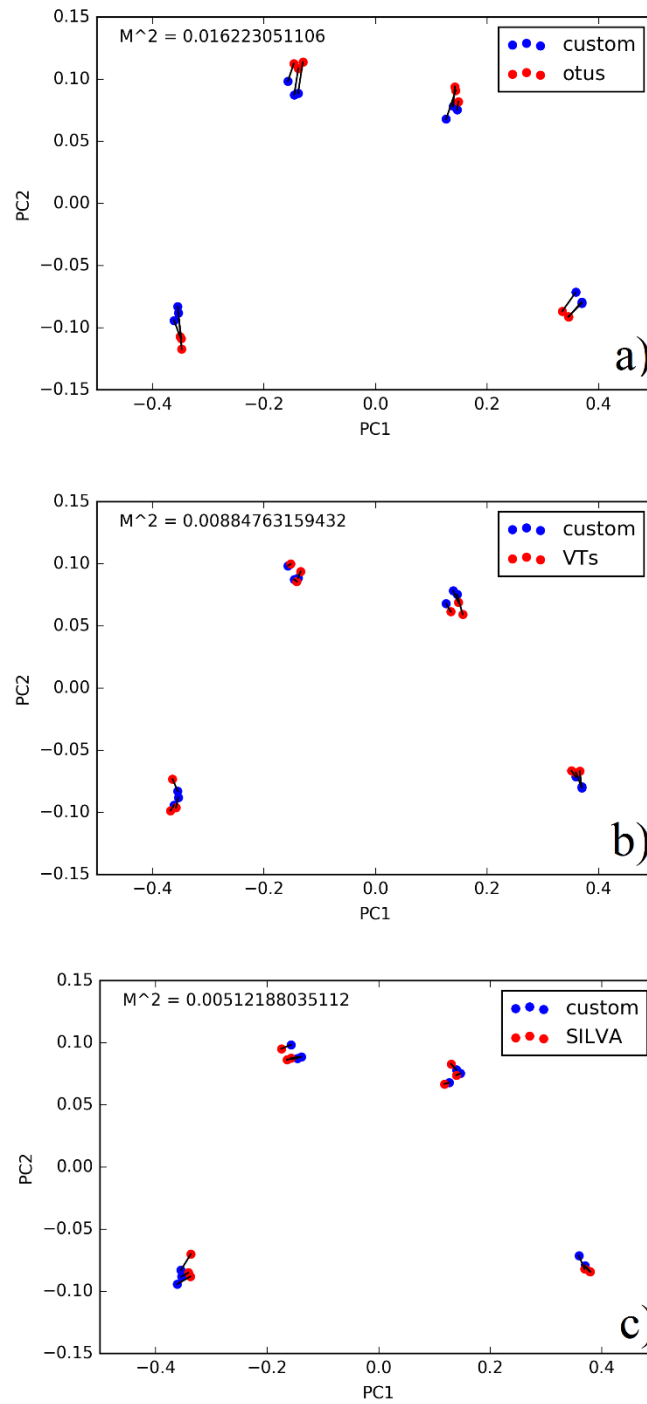 M^2 = 0.016223051106
custom
otus
0.15
0.10
0.05
0.00
−0.05
−0.10
−0.15
PC2
−0.4
−0.2
0.0
0.2
0.4
PC1
a)
M^2 = 0.00884763159432
custom
VTs
0.15
0.10
0.05
0.00
−0.05
−0.10
−0.15
PC2
−0.4
−0.2
0.0
0.2
0.4
PC1
b)
M^2 = 0.00512188035112
custom
SILVA
0.15
0.10
0.05
0.00
−0.05
−0.10
−0.15
PC2
−0.4
−0.2
0.0
0.2
0.4
PC1
c)